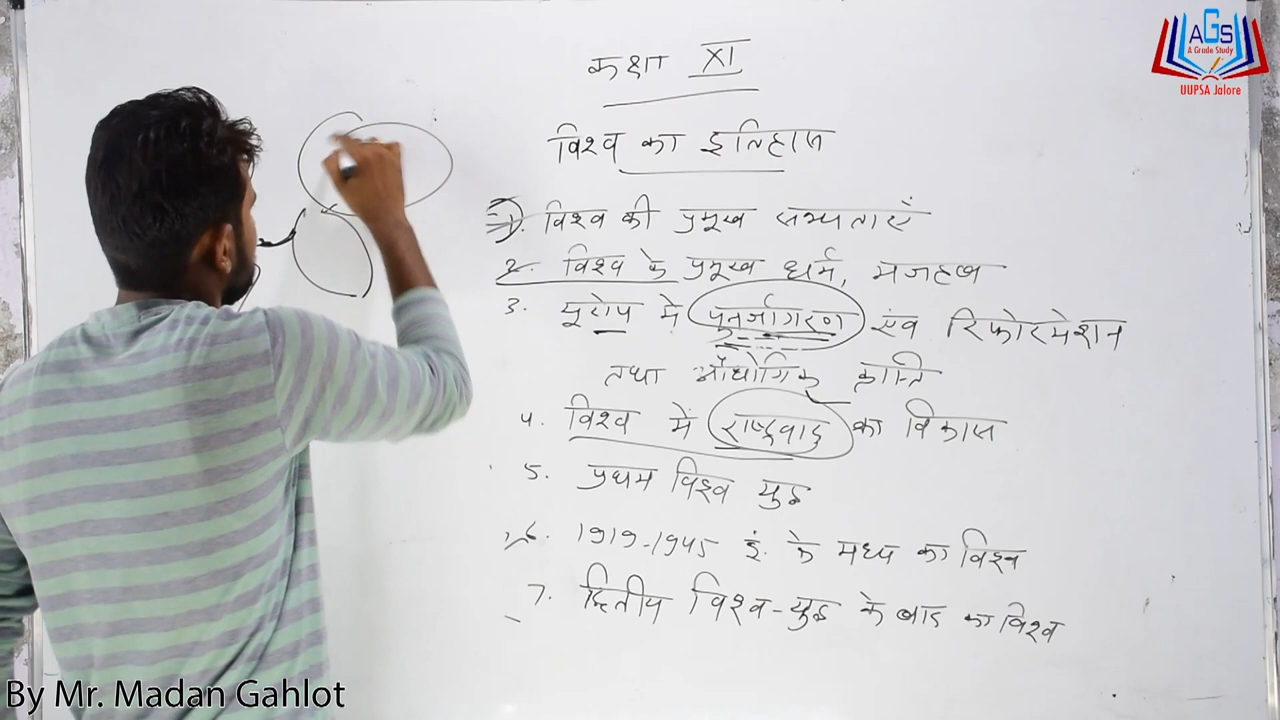 कक्षा XI
विश्व का इतिहास
1. विश्व की प्रमुख सभ्यताएँ
2. विश्व के प्रमुख धर्म, मजहब
3. यूरोप में पुनर्जागरण एंव रिफोरमेशन
तथा औद्योगिक क्रान्ति
4. विश्व में राष्ट्रवाद का विकास
5. प्रथम विश्व युद्ध
6. 1919-1945 ई. के मध्य का विश्व
7. द्वितीय विश्व-युद्ध के बाद का विश्व
AGS
A Grade Study
UUPSA Jalore
By Mr. Madan Gahlot